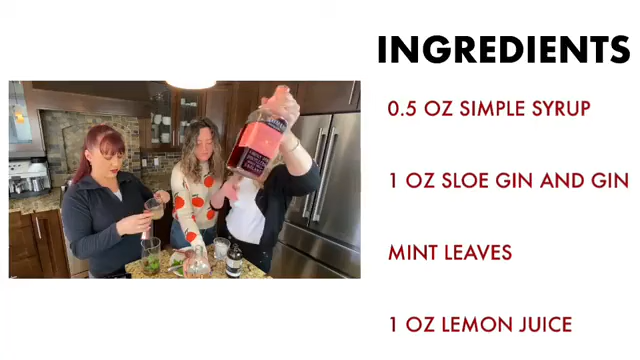 INGREDIENTS
0.5 OZ SIMPLE SYRUP
1 OZ SLOE GIN AND GIN
MINT LEAVES
1 OZ LEMON JUICE